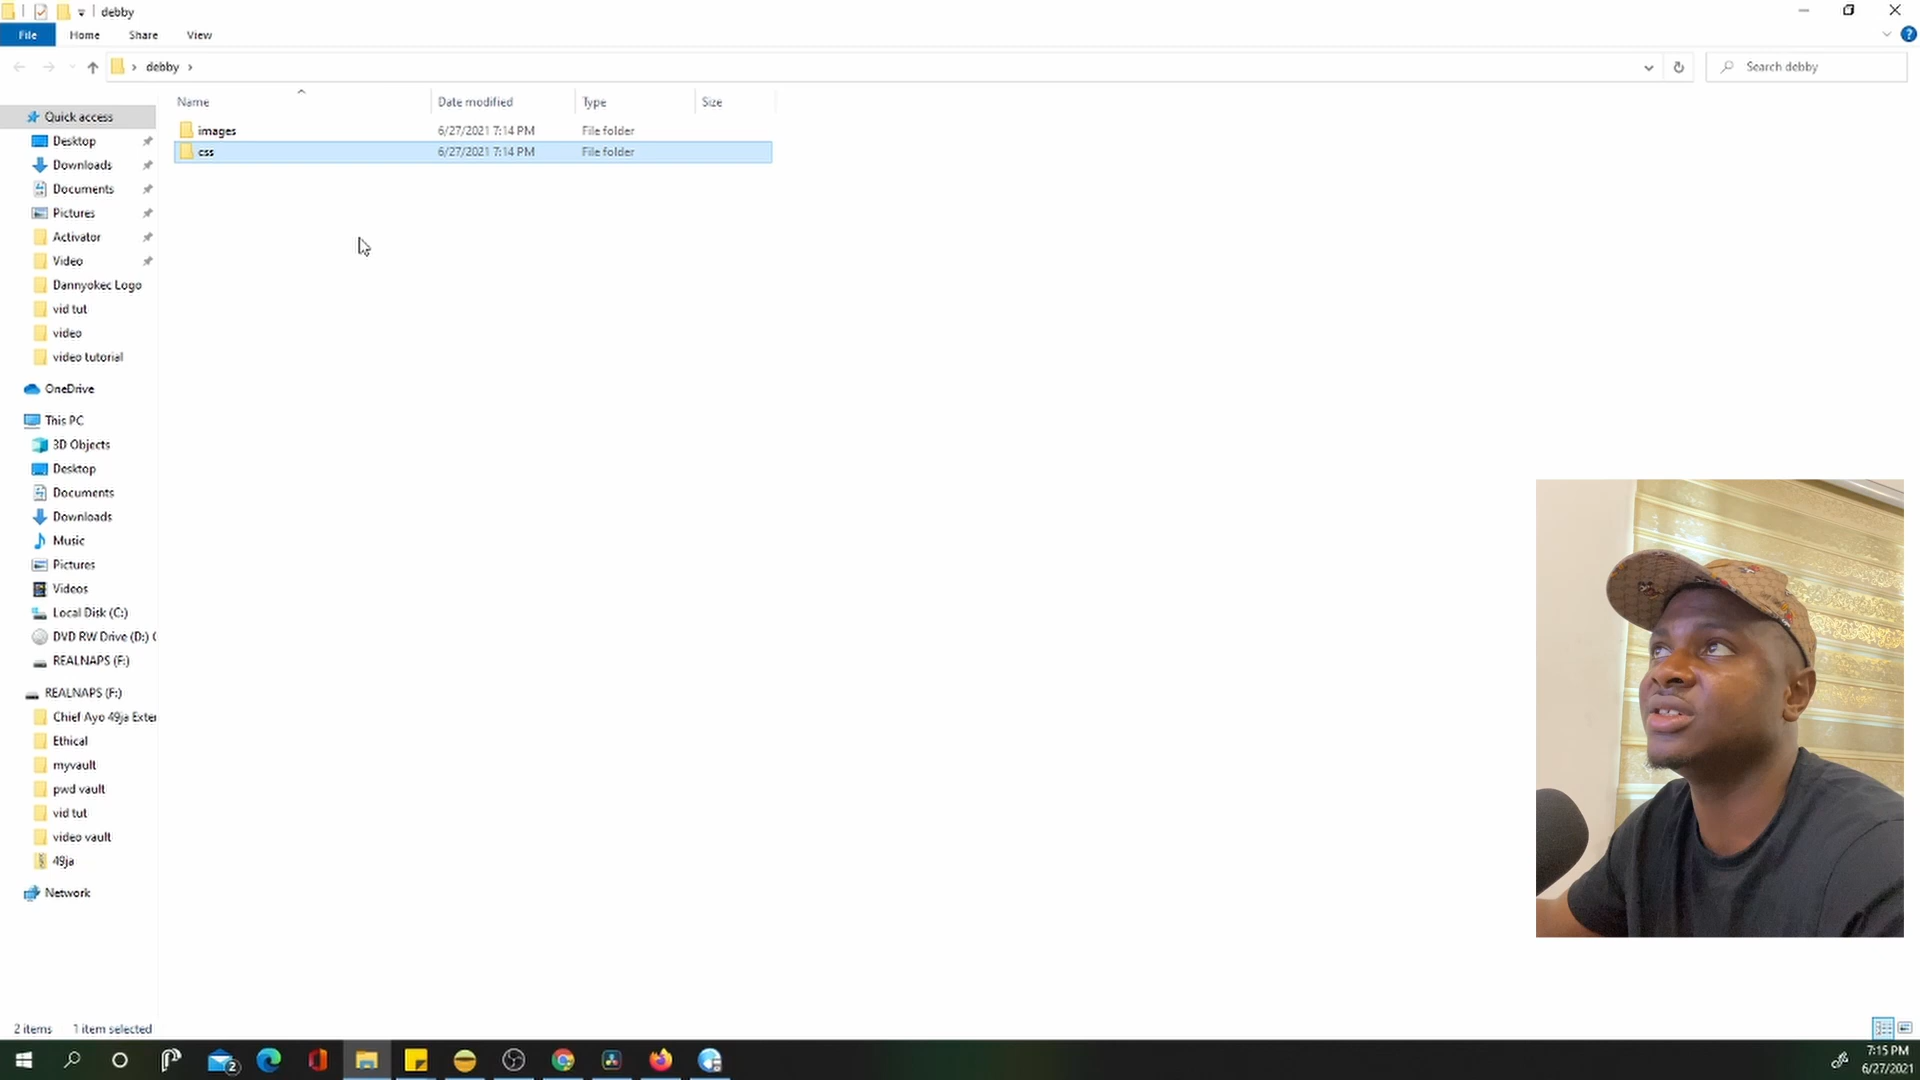 debby
File Home Share View
debby
Search debby
Name Date modified Type Size
images 6/27/2021 7:14 PM File folder
css 6/27/2021 7:14 PM File folder
Quick access
Desktop
Downloads
Documents
Pictures
Activator
Video
Dannyokec Logo
vid tut
video
video tutorial
OneDrive
This PC
3D Objects
Desktop
Documents
Downloads
Music
Pictures
Videos
Local Disk (C:)
DVD RW Drive (D:) C
REALNAPS (F:)
REALNAPS (F:)
Chief Ayo 49ja Exter
Ethical
myvault
pwd vault
vid tut
video vault
49ja
Network
2 items 1 item selected
2
7:15 PM
6/27/2021